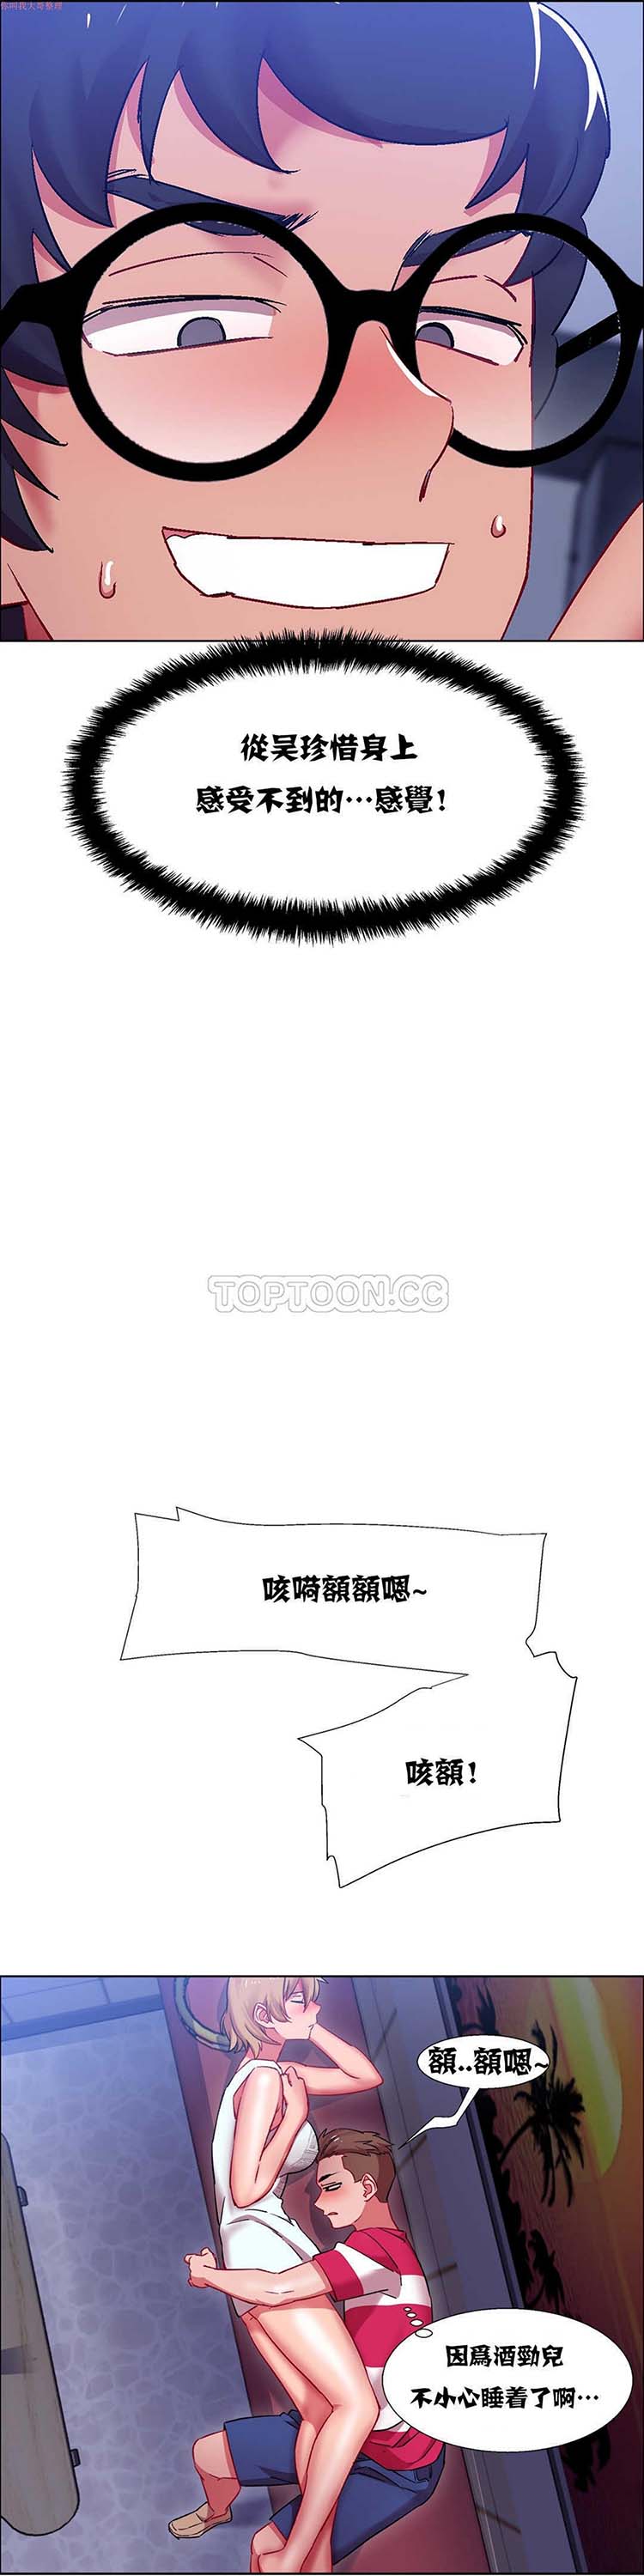 你叫我大哥整理
從吴珍惜身上
感受不到的…感覺!
TOPTOON.CC
咳嗬額額嗯~
咳額!
額..額嗯~
因爲酒勁兒
不小心睡着了啊…